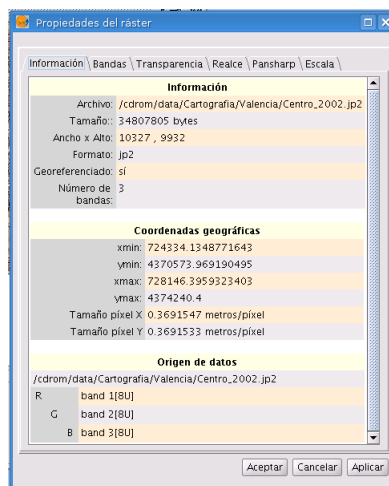 Propiedades del ráster
Información Bandas Transparencia Realce Pansharp Escala
Información
Archivo: /cdrom/data/Cartografia/Valencia/Centro_2002.jp2
Tamaño:: 34807805 bytes
Ancho x Alto: 10327 , 9932
Formato: jp2
Georeferenciado: sí
Número de bandas: 3
Coordenadas geográficas
xmin: 724334.1348771643
ymin: 4370573.969190495
xmax: 728146.3959323403
ymax: 4374240.4
Tamaño píxel X 0.3691547 metros/píxel
Tamaño píxel Y 0.3691533 metros/píxel
Origen de datos
/cdrom/data/Cartografia/Valencia/Centro_2002.jp2
R band 1[8U]
G band 2[8U]
B band 3[8U]
Aceptar Cancelar Aplicar